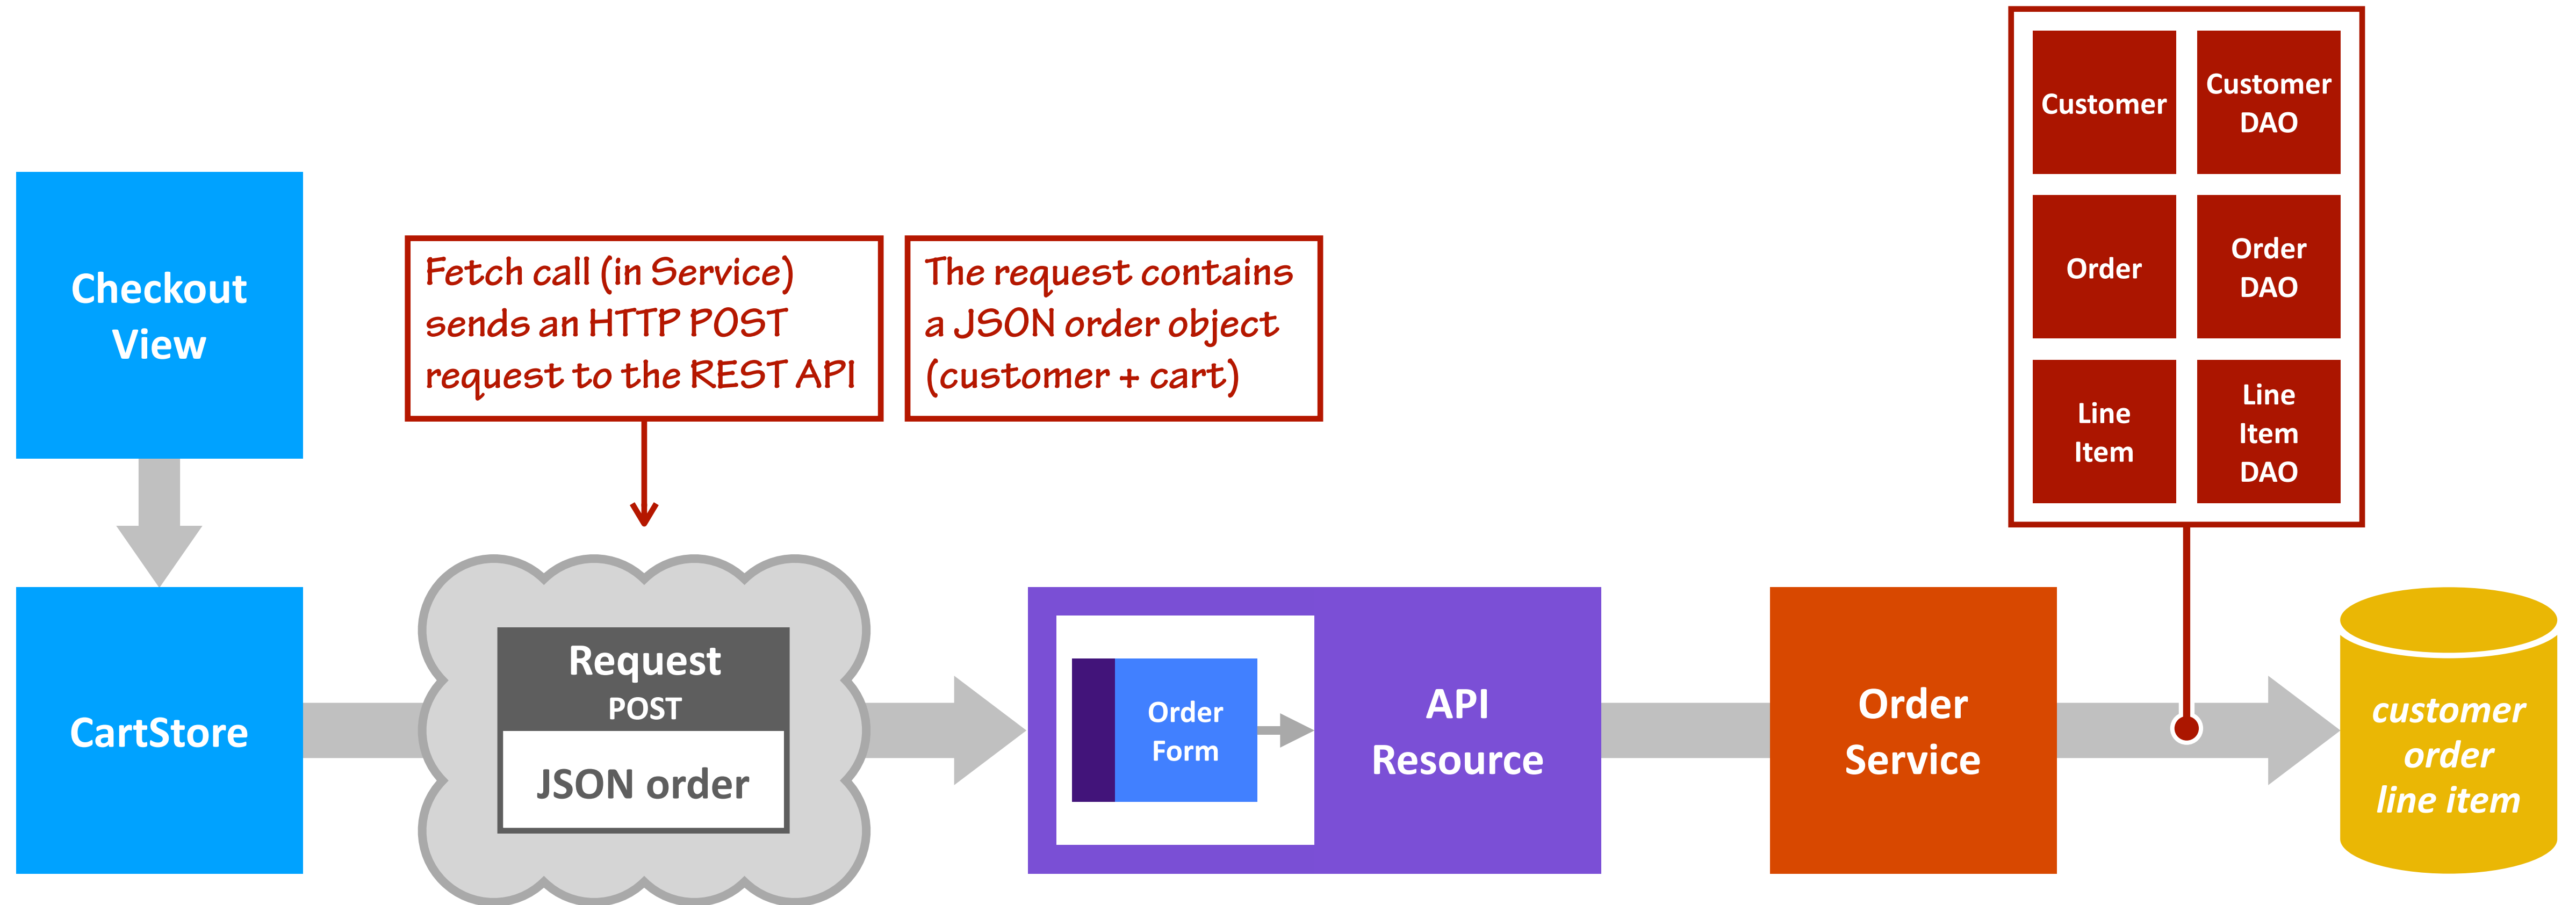 Checkout
View
CartStore
Fetch call (in Service)
sends an HTTP POST
request to the REST API
The request contains
a JSON order object
(customer + cart)
Request
POST
JSON order
Order
Form
API
Resource
Order
Service
Customer
Customer
DAO
Order
Order
DAO
Line
Item
Line
Item
DAO
customer
order
line item